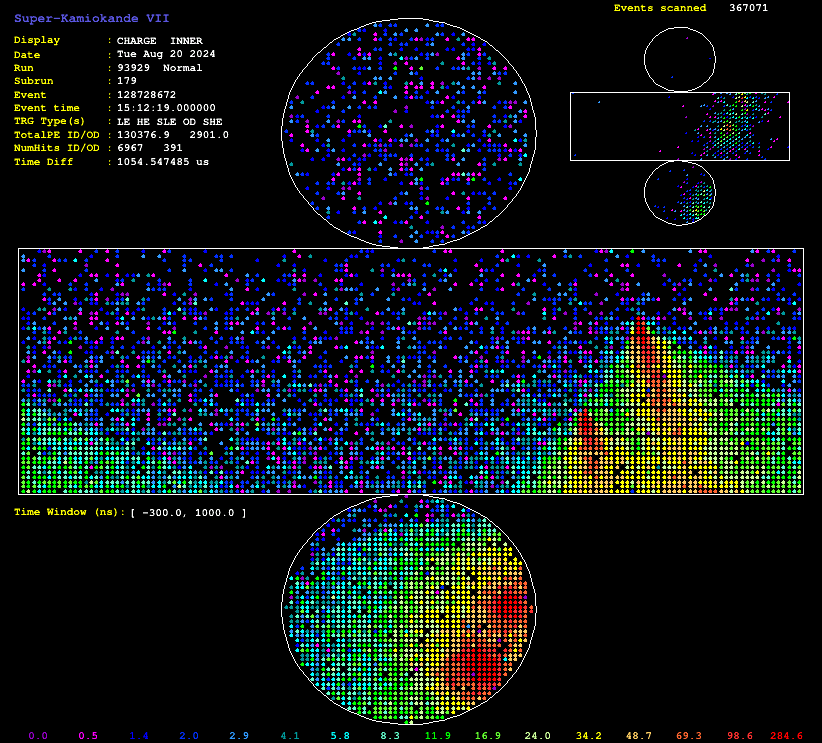 Super-Kamiokande VII
Events scanned 367071
Display : CHARGE INNER
Date : Tue Aug 20 2024
Run : 93929 Normal
Subrun : 179
Event : 128728672
Event time : 15:12:19.000000
TRG Type(s) : LE HE SLE OD SHE
TotalPE ID/OD : 130376.9 2901.0
NumHits ID/OD : 6967 391
Time Diff : 1054.547485 us
Time Window (ns): [ -300.0, 1000.0 ]
0.0 0.5 1.4 2.0 2.9 4.1 5.8 8.3 11.9 16.9 24.0 34.2 48.7 69.3 98.6 284.6